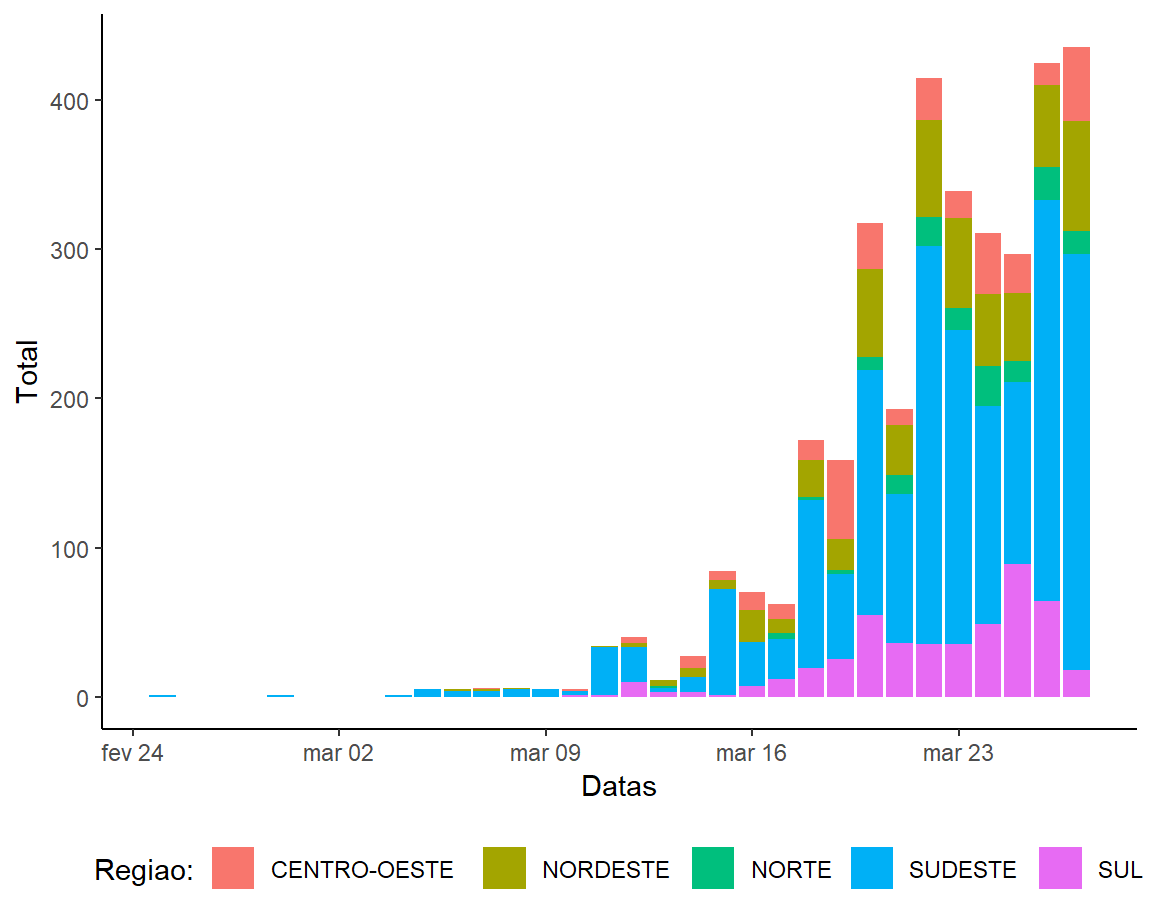 400
300
200
100
0
Total
fev 24 mar 02 mar 09 mar 16 mar 23
Datas
Regiao: CENTRO-OESTE NORDESTE NORTE SUDESTE SUL